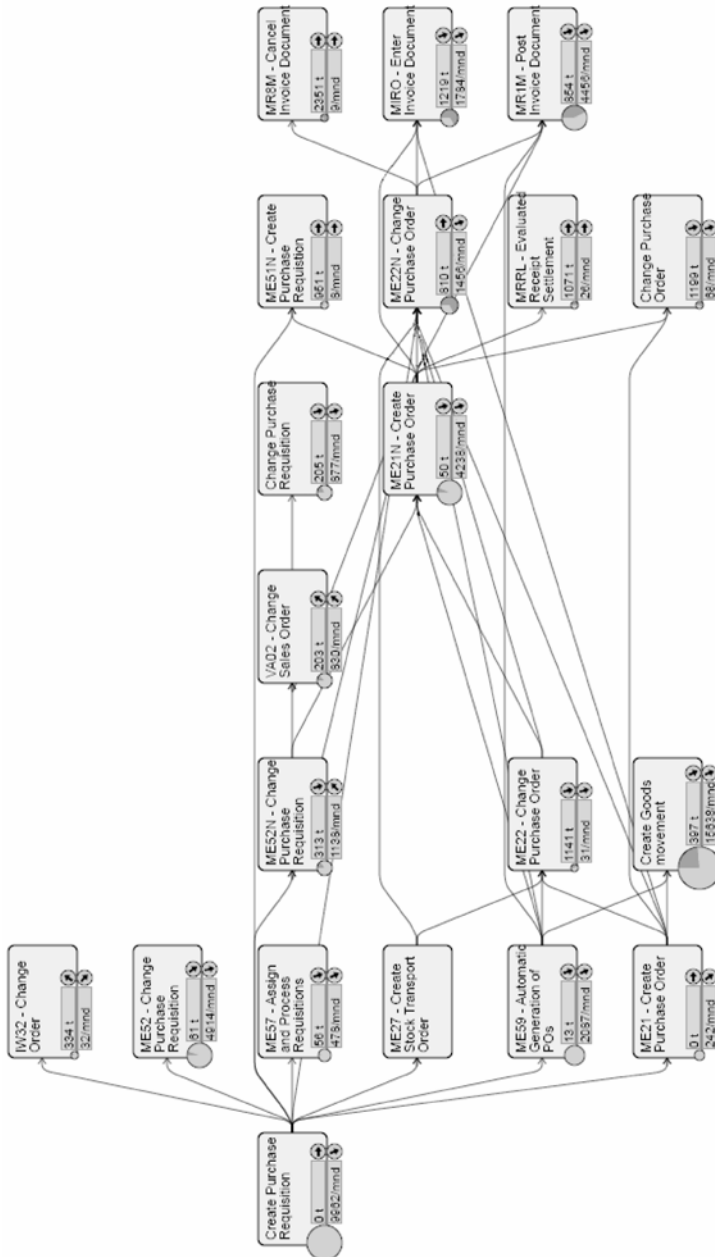 MR8M - Cancel
Invoice Document
2351 t
9/mnd
MIRO - Enter
Invoice Document
1219 t
1784/mnd
MR1M - Post
Invoice Document
854 t
4456/mnd
ME51N - Create
Purchase
Requistion
961 t
8/mnd
ME22N - Change
Purchase Order
810 t
1456/mnd
MRRL - Evaluated
Receipt
Settlement
1071 t
26/mnd
Change Purchase
Order
1199 t
68/mnd
Change Purchase
Requisition
205 t
877/mnd
ME21N - Create
Purchase Order
50 t
4238/mnd
VA02 - Change
Sales Order
203 t
830/mnd
ME52N - Change
Purchase
Requisition
313 t
1138/mnd
ME22 - Change
Purchase Order
1141 t
31/mnd
Create Goods
movement
397 t
15638/mnd
IW32 - Change
Order
334 t
32/mnd
ME52 - Change
Purchase
Requisition
61 t
4914/mnd
ME57 - Assign
and Process
Requisitions
56 t
478/mnd
ME27 - Create
Stock Transport
Order
ME59 - Automatic
Generation of
POs
13 t
2087/mnd
ME21 - Create
Purchase Order
0 t
242/mnd
Create Purchase
Requisition
0 t
9962/mnd